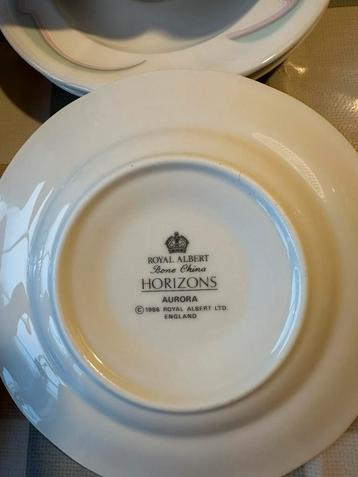 ROYAL ALBERT
Bone China
HORIZONS
AURORA
© 1986 ROYAL ALBERT LTD.
ENGLAND